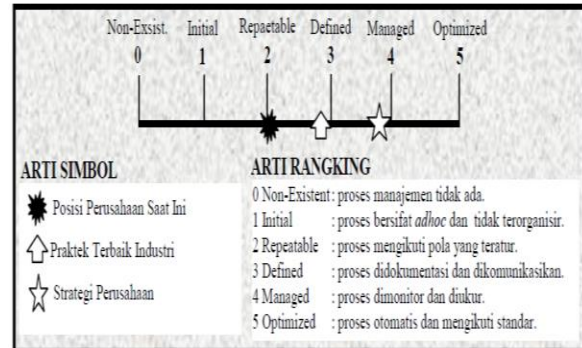 Non-Exsist. Initial Repaetable Defined Managed Optimized
0 1 2 3 4 5
ARTI SIMBOL
Posisi Perusahaan Saat Ini
Praktek Terbaik Industri
Strategi Perusahaan
ARTI RANGKING
0 Non-Existent : proses manajemen tidak ada.
1 Initial : proses bersifat adhoc dan tidak terorganisir.
2 Repeatable : proses mengikuti pola yang teratur.
3 Defined : proses didokumentasi dan dikomunikasikan.
4 Managed : proses dimonitor dan diukur.
5 Optimized : proses otomatis dan mengikuti standar.